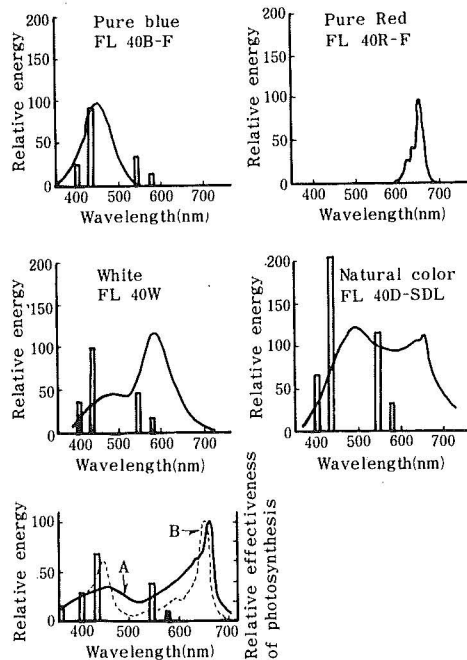 Pure blue
FL 40B-F
200
150
100
50
0
Relative energy
400 500 600 700
Wavelength(nm)
Pure Red
FL 40R-F
200
150
100
50
0
Relative energy
400 500 600 700
Wavelength(nm)
White
FL 40W
200
150
100
50
0
Relative energy
400 500 600 700
Wavelength(nm)
Natural color
FL 40D-SDL
200
150
100
50
0
Relative energy
400 500 600 700
Wavelength(nm)
100
50
0
Relative energy
A
B
400 500 600 700
Wavelength(nm)
Relative effectiveness
of photosynthesis